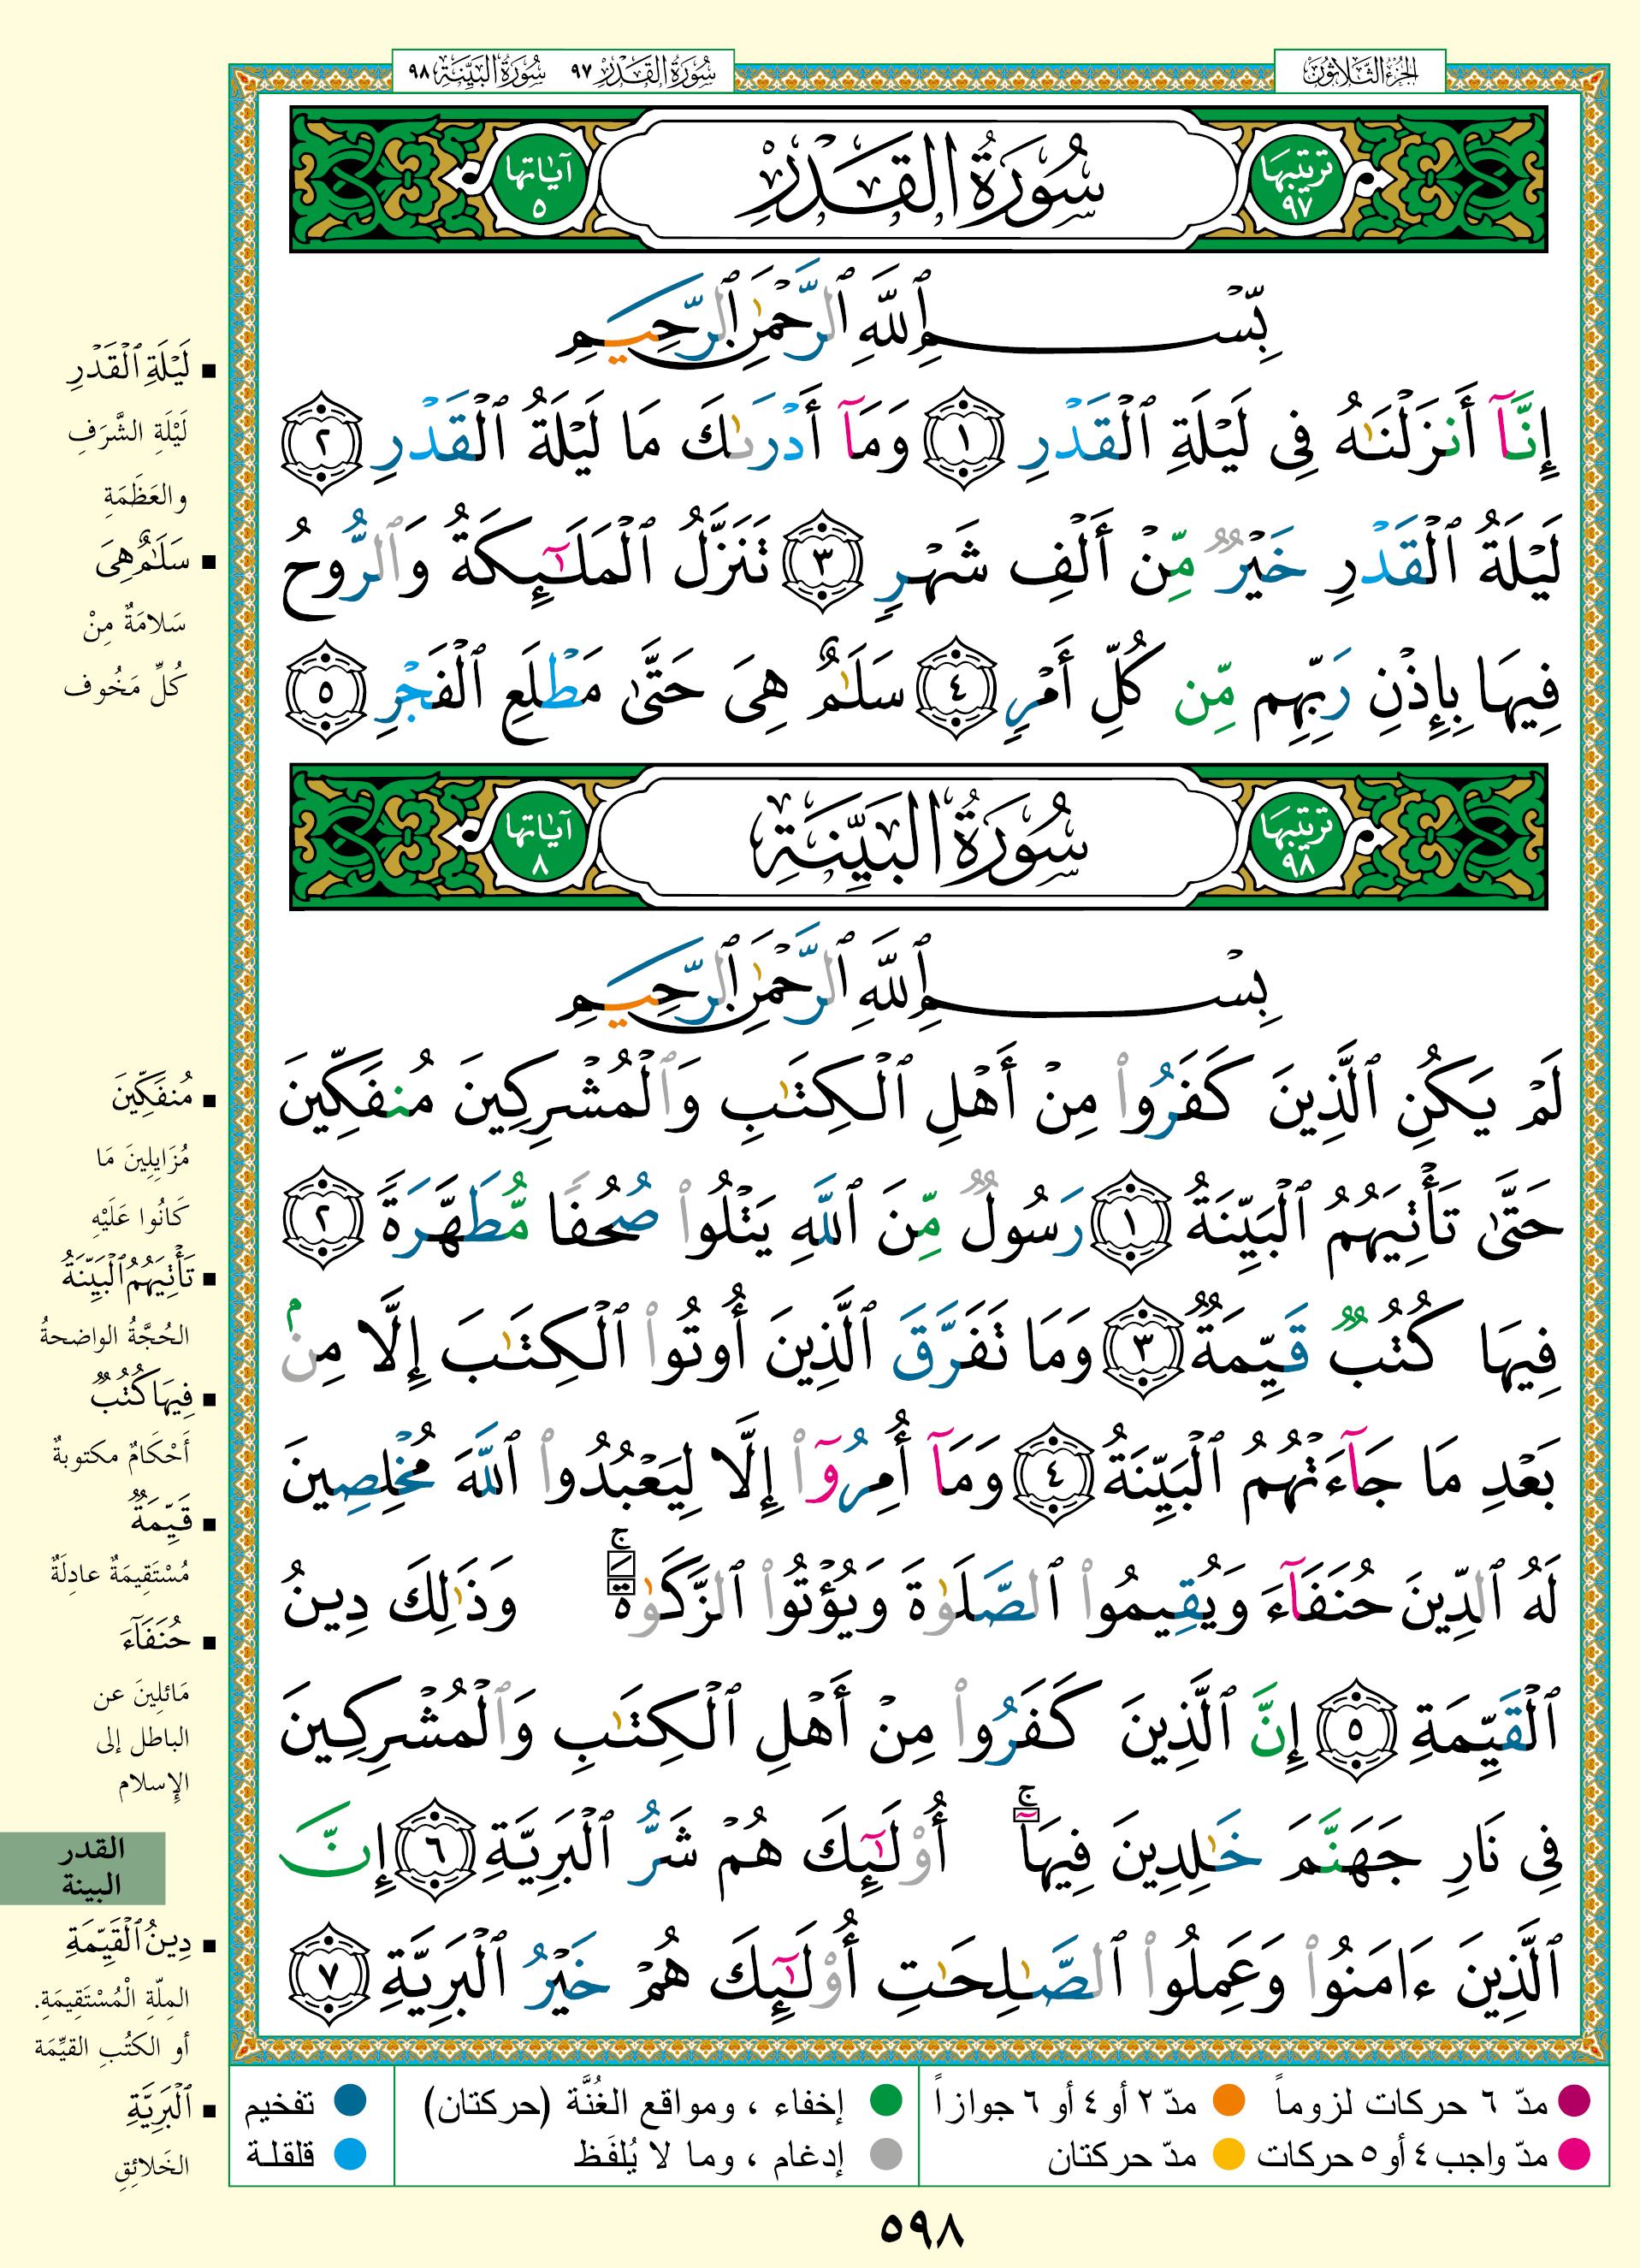 الجزء الثلاثون
سورة القدر ٩٧ سورة البينة ٩٨
ترتيبها ٩٧ سُورَةُ القَدْرِ آياتها ٥
بِّسْمِ ٱللَّهِ ٱلرَّحْمَٰنِ ٱلرَّحِيمِ
إِنَّآ أَنزَلْنَٰهُ فِى لَيْلَةِ ٱلْقَدْرِ ١ وَمَآ أَدْرَىٰكَ مَا لَيْلَةُ ٱلْقَدْرِ ٢
لَيْلَةُ ٱلْقَدْرِ خَيْرٌ مِّنْ أَلْفِ شَهْرٍ ٣ تَنَزَّلُ ٱلْمَلَٰٓئِكَةُ وَٱلرُّوحُ
فِيهَا بِإِذْنِ رَبِّهِم مِّن كُلِّ أَمْرٍ ٤ سَلَٰمٌ هِىَ حَتَّىٰ مَطْلَعِ ٱلْفَجْرِ ٥
ترتيبها ٩٨ سُورَةُ البَيِّنَةِ آياتها ٨
بِسْمِ ٱللَّهِ ٱلرَّحْمَٰنِ ٱلرَّحِيمِ
لَمْ يَكُنِ ٱلَّذِينَ كَفَرُوا۟ مِنْ أَهْلِ ٱلْكِتَٰبِ وَٱلْمُشْرِكِينَ مُنفَكِّينَ
حَتَّىٰ تَأْتِيَهُمُ ٱلْبَيِّنَةُ ١ رَسُولٌ مِّنَ ٱللَّهِ يَتْلُوا۟ صُحُفًا مُّطَهَّرَةً ٢
فِيهَا كُتُبٌ قَيِّمَةٌ ٣ وَمَا تَفَرَّقَ ٱلَّذِينَ أُوتُوا۟ ٱلْكِتَٰبَ إِلَّا مِنۢ
بَعْدِ مَا جَآءَتْهُمُ ٱلْبَيِّنَةُ ٤ وَمَآ أُمِرُوٓا۟ إِلَّا لِيَعْبُدُوا۟ ٱللَّهَ مُخْلِصِينَ
لَهُ ٱلدِّينَ حُنَفَآءَ وَيُقِيمُوا۟ ٱلصَّلَوٰةَ وَيُؤْتُوا۟ ٱلزَّكَوٰةَ ۚ وَذَٰلِكَ دِينُ
ٱلْقَيِّمَةِ ٥ إِنَّ ٱلَّذِينَ كَفَرُوا۟ مِنْ أَهْلِ ٱلْكِتَٰبِ وَٱلْمُشْرِكِينَ
فِى نَارِ جَهَنَّمَ خَٰلِدِينَ فِيهَآ ۚ أُو۟لَٰٓئِكَ هُمْ شَرُّ ٱلْبَرِيَّةِ ٦ إِنَّ
ٱلَّذِينَ ءَامَنُوا۟ وَعَمِلُوا۟ ٱلصَّٰلِحَٰتِ أُو۟لَٰٓئِكَ هُمْ خَيْرُ ٱلْبَرِيَّةِ ٧
لَيْلَةِ ٱلْقَدْرِ
لَيْلَةِ الشَّرَفِ
والعَظَمَةِ
سَلَٰمٌ هِىَ
سَلامَةٌ مِنْ
كُلِّ مَخُوف
مُنفَكِّينَ
مُزَايِلِينَ مَا
كَانُوا عَلَيْهِ
تَأْتِيَهُمُ ٱلْبَيِّنَةُ
الحُجَّةُ الواضحةُ
فِيهَا كُتُبٌ
أَحْكَامٌ مكتوبةٌ
قَيِّمَةٌ
مُسْتَقِيمَةٌ عادِلَةٌ
حُنَفَآءَ
مَائلِينَ عن
الباطل إلى
الإسلام
القدر
البينة
دِينُ ٱلْقَيِّمَةِ
المِلّةِ الْمُسْتَقِيمَةِ.
أو الكتُبِ القيِّمَة
ٱلْبَرِيَّةِ
الخَلائِقِ
مدّ ٦ حركات لزوماً
مدّ ٢ أو ٤ أو ٦ جوازاً
إخفاء ، ومواقع الغُنَّة (حركتان)
تفخيم
مدّ واجب ٤ أو ٥ حركات
مدّ حركتان
إدغام ، وما لا يُلفَظ
قلقلة
٥٩٨